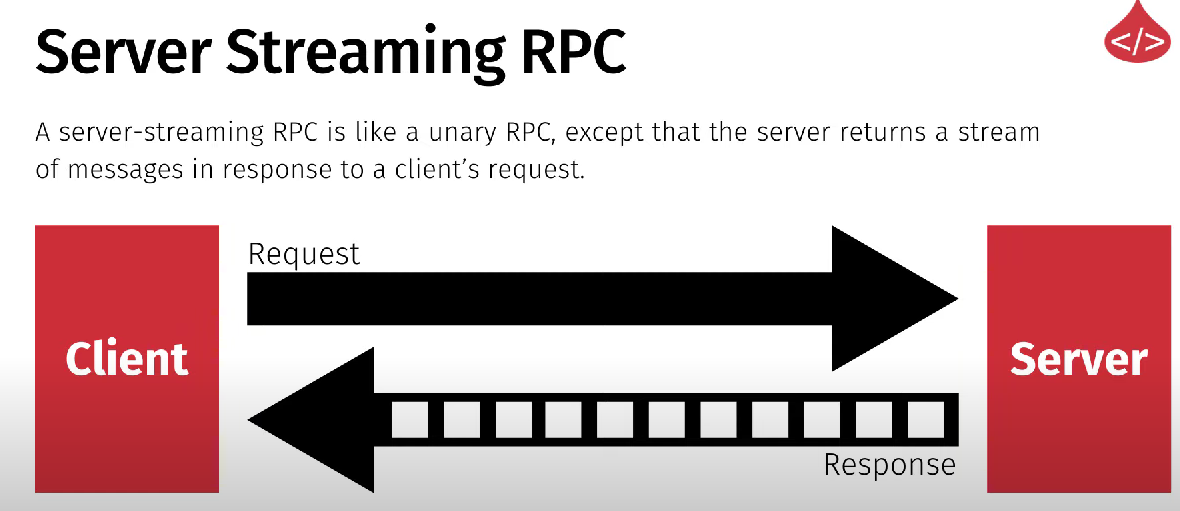 Server Streaming RPC
</>
A server-streaming RPC is like a unary RPC, except that the server returns a stream
of messages in response to a client’s request.
Request
Client
Server
Response